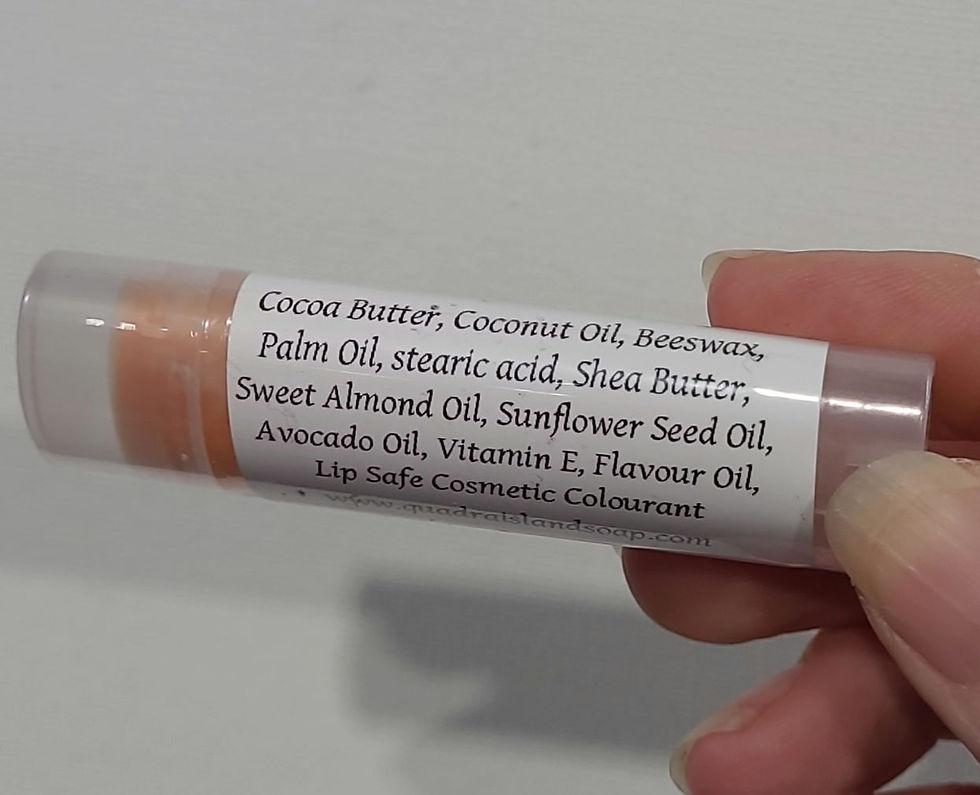 Cocoa Butter, Coconut Oil, Beeswax,
Palm Oil, stearic acid, Shea Butter,
Sweet Almond Oil, Sunflower Seed Oil,
Avocado Oil, Vitamin E, Flavour Oil,
Lip Safe Cosmetic Colourant
www.quadraislandsoap.com